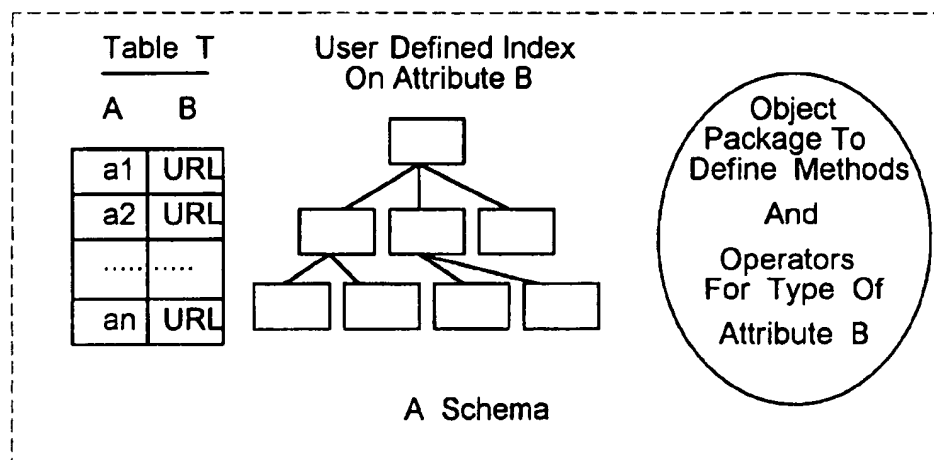 Table T
A B
a1 URL
a2 URL
............
an URL
User Defined Index
On Attribute B
Object
Package To
Define Methods
And
Operators
For Type Of
Attribute B
A Schema